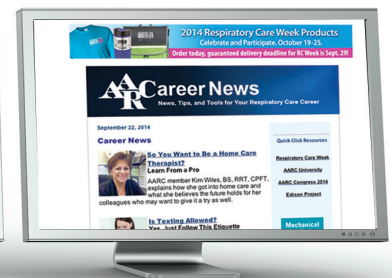 2014 Respiratory Care Week Products
Celebrate and Participate. October 19-25.
Order today, guaranteed delivery deadline for RC Week is Sept. 29!
AARC Career News
News, Tips, and Tools for Your Respiratory Care Career
September 22, 2014
Career News
Quick Click Resources
So You Want to Be a Home Care
Therapist?
Learn From a Pro
AARC member Kim Wiles, BS, RRT, CPFT,
explains how she got into home care and
what she believes the future holds for her
colleagues who may want to give it a try as well.
Respiratory Care Week
AARC University
AARC Congress 2014
Edison Project
Is Texting Allowed?
Yes, Just Follow This Etiquette
Mechanical